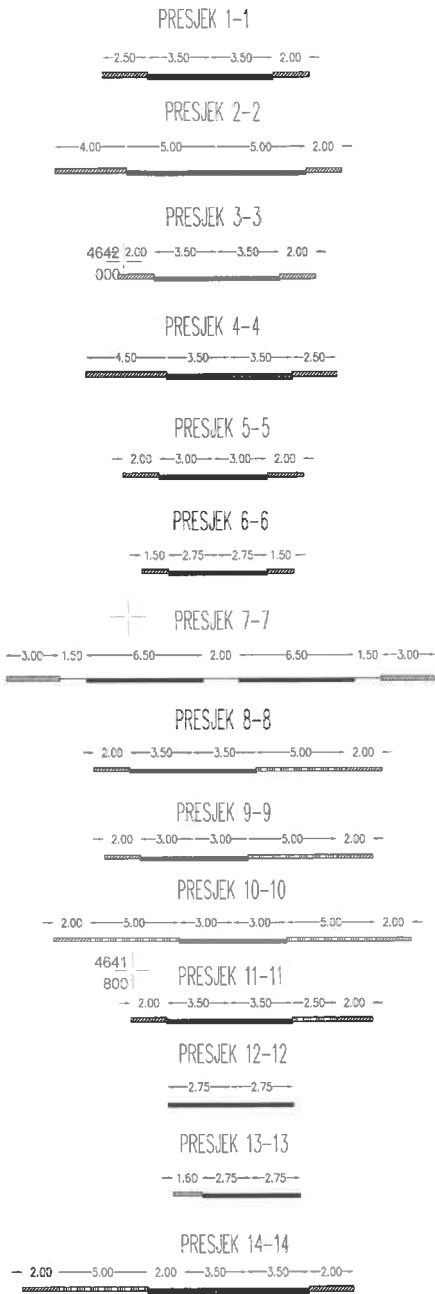 PRESJEK 1-1
2.50 3.50 3.50 2.00
PRESJEK 2-2
4.00 5.00 5.00 2.00
PRESJEK 3-3
4642 2.00 3.50 3.50 2.00
000
PRESJEK 4-4
4.50 3.50 3.50 2.50
PRESJEK 5-5
2.00 3.00 3.00 2.00
PRESJEK 6-6
1.50 2.75 2.75 1.50
PRESJEK 7-7
3.00 1.50 6.50 2.00 6.50 1.50 3.00
PRESJEK 8-8
2.00 3.50 3.50 5.00 2.00
PRESJEK 9-9
2.00 3.00 3.00 5.00 2.00
PRESJEK 10-10
2.00 5.00 3.00 3.00 5.00 2.00
4641
800
PRESJEK 11-11
2.00 3.50 3.50 2.50 2.00
PRESJEK 12-12
2.75 2.75
PRESJEK 13-13
1.60 2.75 2.75
PRESJEK 14-14
2.00 5.00 2.00 3.50 3.50 2.00